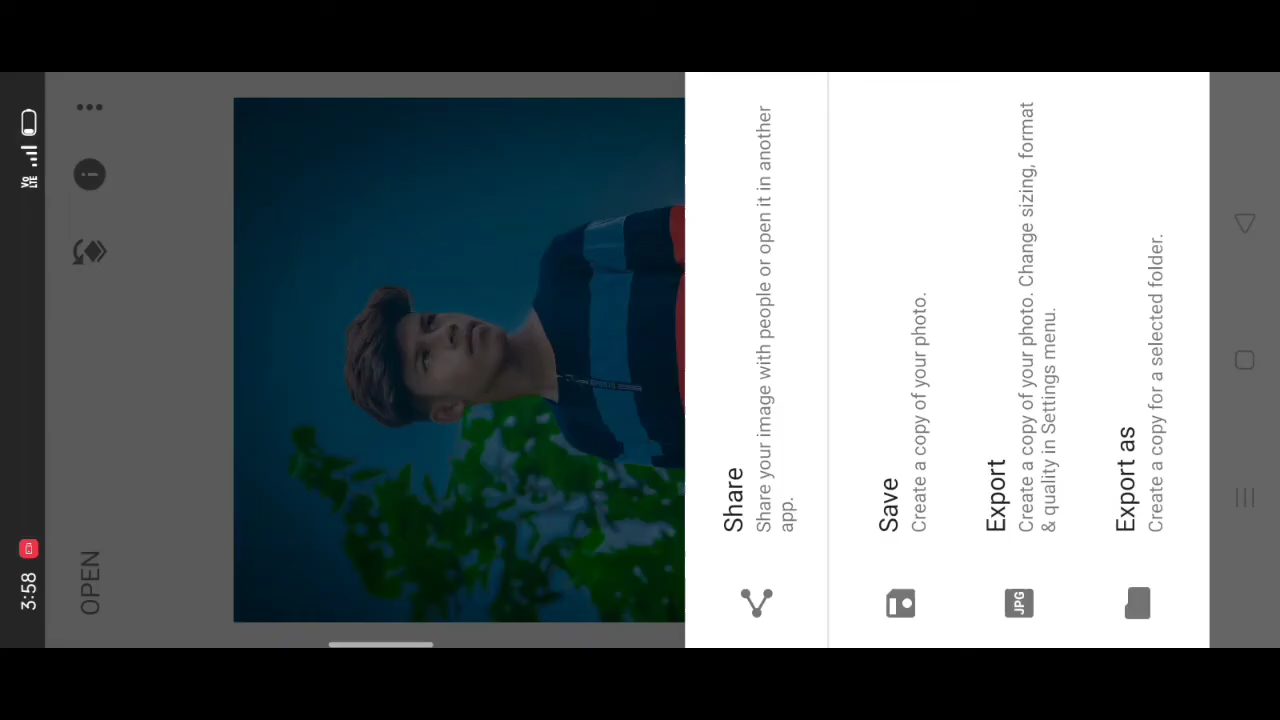 3:58
VO
LTE
OPEN
Share
Share your image with people or open it in another
app.
Save
Create a copy of your photo.
JPG
Export
Create a copy of your photo. Change sizing, format
& quality in Settings menu.
Export as
Create a copy for a selected folder.